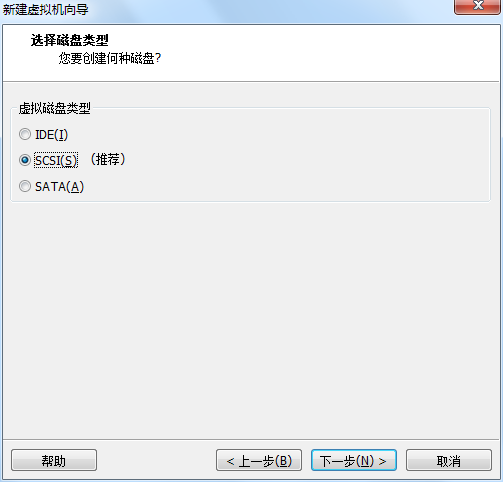 新建虚拟机向导
选择磁盘类型
您要创建何种磁盘?
虚拟磁盘类型
IDE(I)
SCSI(S) （推荐）
SATA(A)
帮助 < 上一步(B) 下一步(N) > 取消